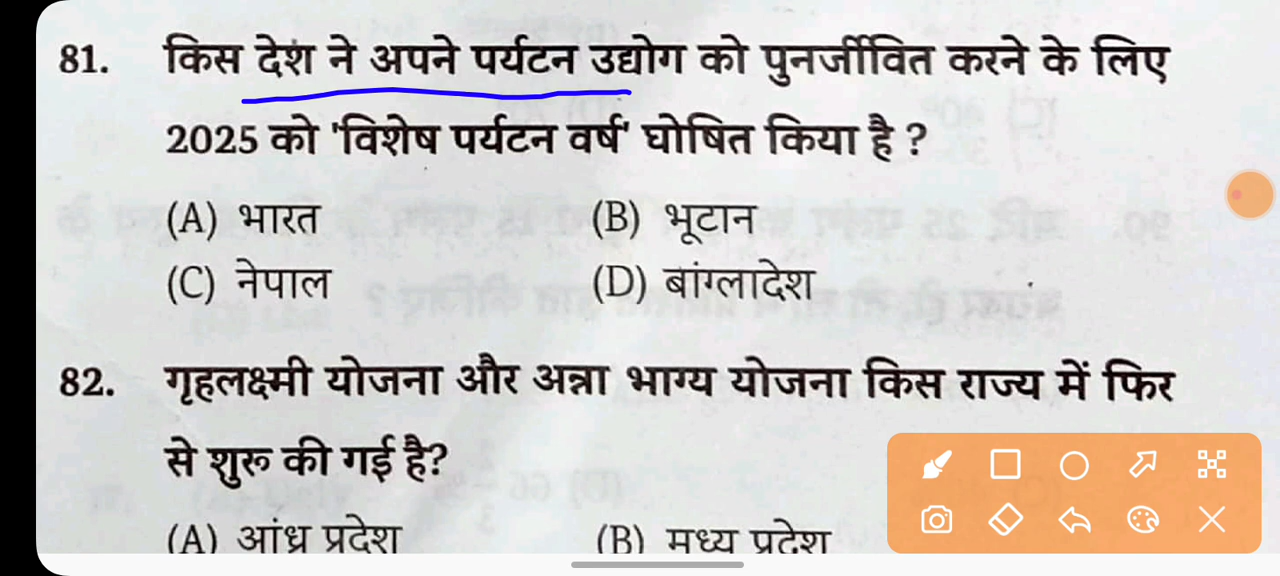 81. किस देश ने अपने पर्यटन उद्योग को पुनर्जीवित करने के लिए
2025 को 'विशेष पर्यटन वर्ष' घोषित किया है ?
(A) भारत (B) भूटान
(C) नेपाल (D) बांग्लादेश
82. गृहलक्ष्मी योजना और अन्ना भाग्य योजना किस राज्य में फिर
से शुरू की गई है?
(A) आंध्र प्रदेश (B) मध्य प्रदेश